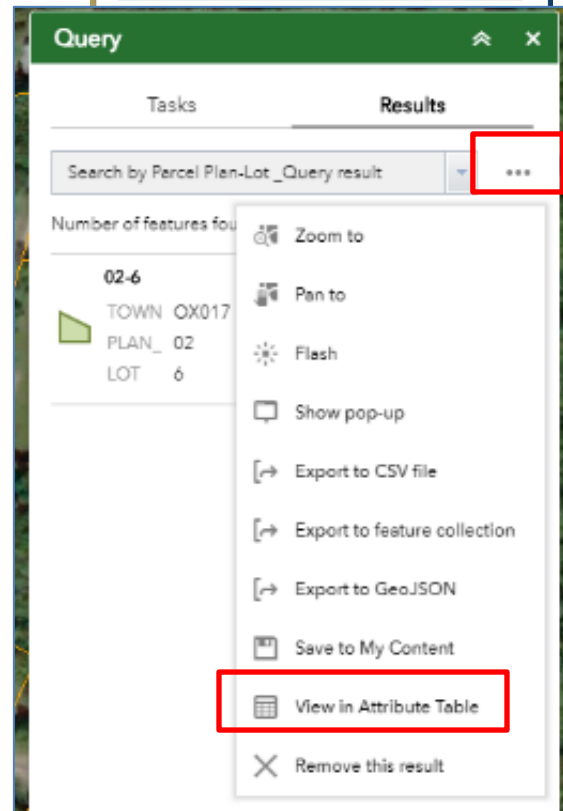 Query
Tasks Results
Search by Parcel Plan-Lot _Query result
Number of features fou
02-6
TOWN OX017
PLAN_ 02
LOT 6
Zoom to
Pan to
Flash
Show pop-up
Export to CSV file
Export to feature collection
Export to GeoJSON
Save to My Content
View in Attribute Table
Remove this result